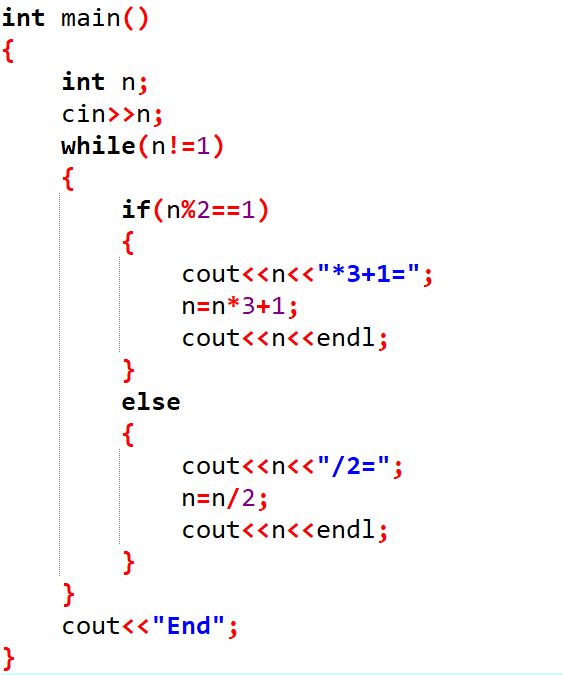 int main()
{
    int n;
    cin>>n;
    while(n!=1)
    {
        if(n%2==1)
        {
            cout<<n<<"*3+1=";
            n=n*3+1;
            cout<<n<<endl;
        }
        else
        {
            cout<<n<<"/2=";
            n=n/2;
            cout<<n<<endl;
        }
    }
    cout<<"End";
}